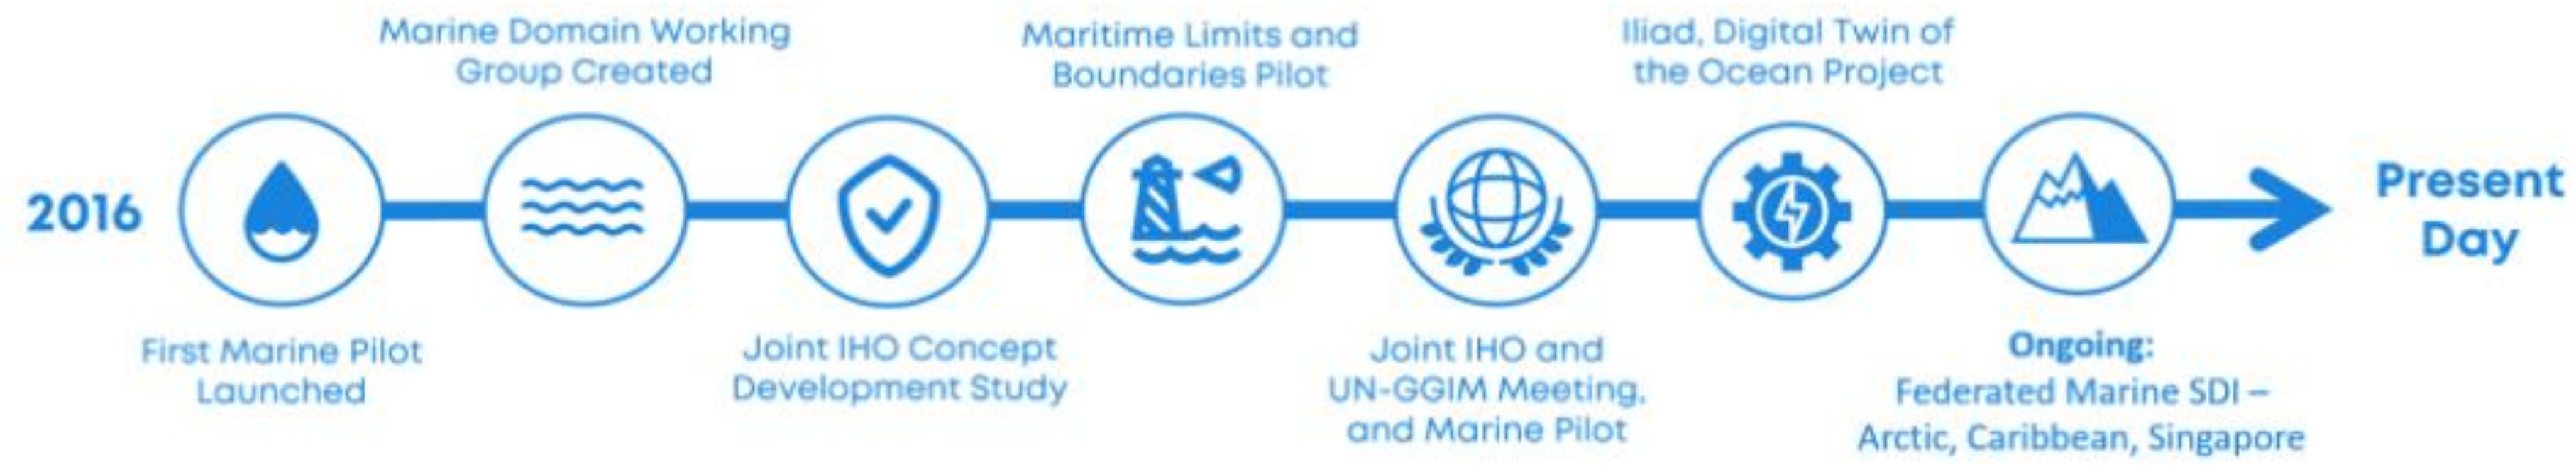 2016
First Marine Pilot
Launched
Marine Domain Working
Group Created
Joint IHO Concept
Development Study
Maritime Limits and
Boundaries Pilot
Joint IHO and
UN-GGIM Meeting,
and Marine Pilot
Iliad, Digital Twin of
the Ocean Project
Ongoing:
Federated Marine SDI –
Arctic, Caribbean, Singapore
Present
Day